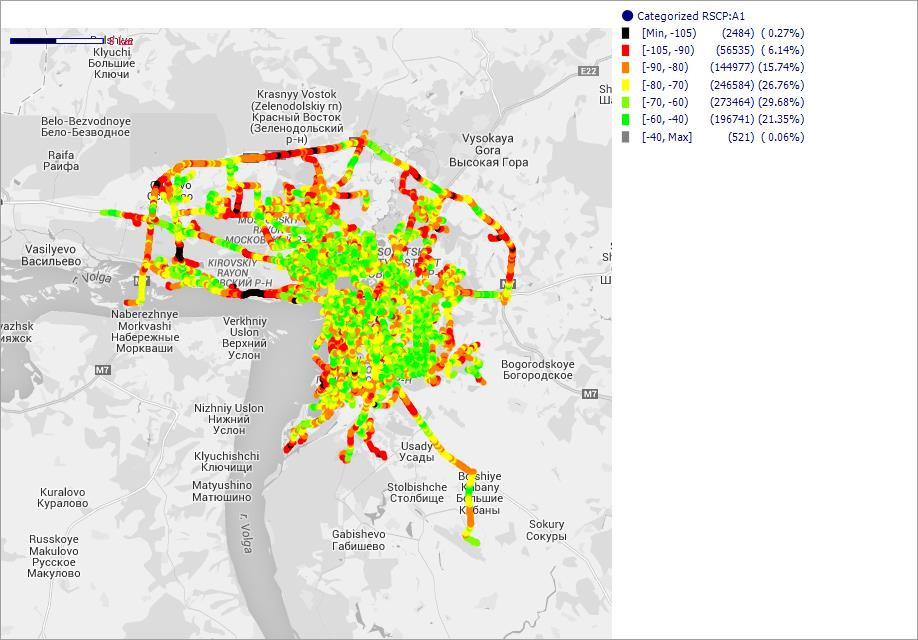 Categorized RSCP:A1
[Min, -105) (2484) ( 0.27%)
[-105, -90) (56535) ( 6.14%)
[-90, -80) (144977) (15.74%)
[-80, -70) (246584) (26.76%)
[-70, -60) (273464) (29.68%)
[-60, -40) (196741) (21.35%)
[-40, Max] (521) ( 0.06%)
5 km
Klyuchi
Большие
Ключи
E22
Krasnyy Vostok
(Zelenodolskiy rn)
Красный Восток
(Зеленодольский
р-н)
Belo-Bezvodnoye
Бело-Безводное
Raifa
Раифа
Vysokaya
Gora
Высокая Гора
Vasilyevo
Васильево
KIROVSKIY
RAYON
р. Volga
Naberezhnye
Morkvashi
Набережные
Моркваши
Verkhniy
Uslon
Верхний
Услон
M7
Bogorodskoye
Богородское
M7
Nizhniy Uslon
Нижний
Услон
Klyuchishchi
Ключищи
Matyushino
Матюшино
Usady
Усады
Stolbishche
Столбище
Kuralovo
Куралово
Russkoye
Makulovo
Русское
Макулово
Gabishevo
Габишево
Sokury
Сокуры
r. Volga